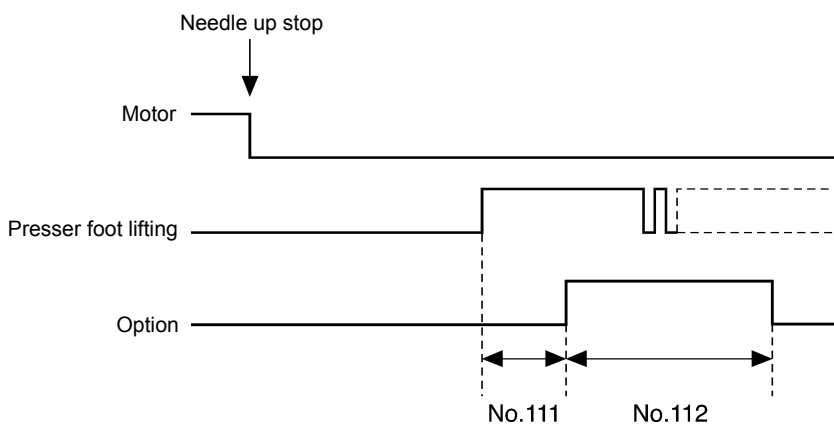 Needle up stop
Motor
Presser foot lifting
Option
No.111
No.112